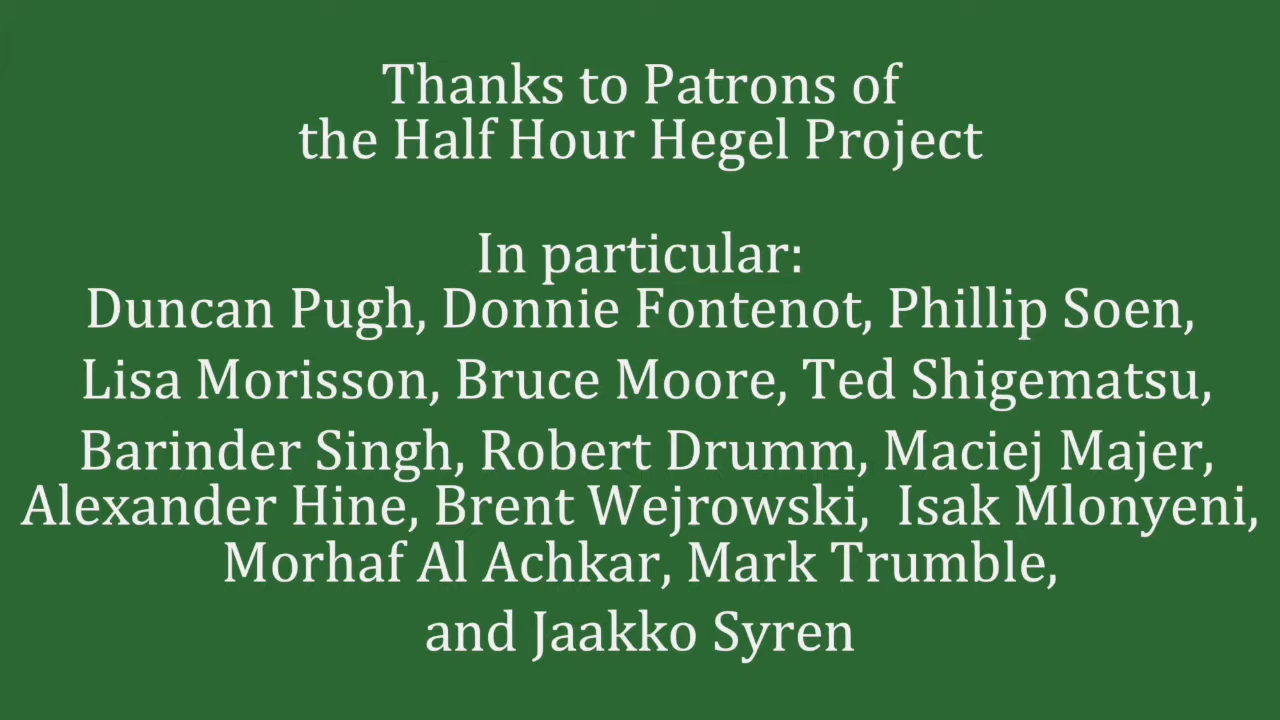 Thanks to Patrons of
the Half Hour Hegel Project
In particular:
Duncan Pugh, Donnie Fontenot, Phillip Soen,
Lisa Morisson, Bruce Moore, Ted Shigematsu,
Barinder Singh, Robert Drumm, Maciej Majer,
Alexander Hine, Brent Wejrowski, Isak Mlonyeni,
Morhaf Al Achkar, Mark Trumble,
and Jaakko Syren